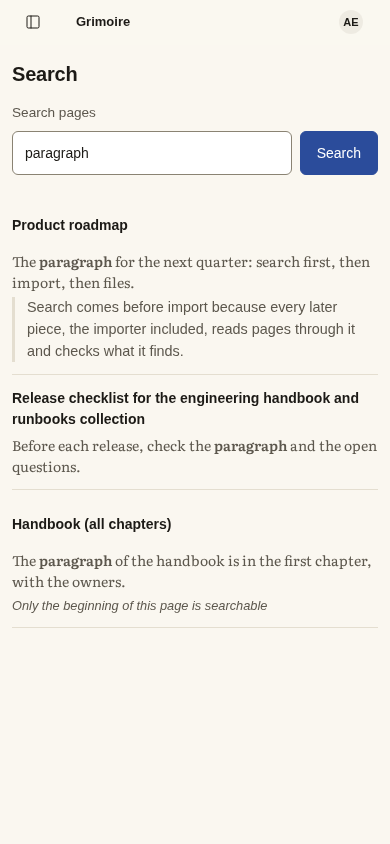 Grimoire
AE
Search
Search pages
paragraph
Search
Product roadmap
The paragraph for the next quarter: search first, then
import, then files.
Search comes before import because every later
piece, the importer included, reads pages through it
and checks what it finds.
Release checklist for the engineering handbook and
runbooks collection
Before each release, check the paragraph and the open
questions.
Handbook (all chapters)
The paragraph of the handbook is in the first chapter,
with the owners.
Only the beginning of this page is searchable